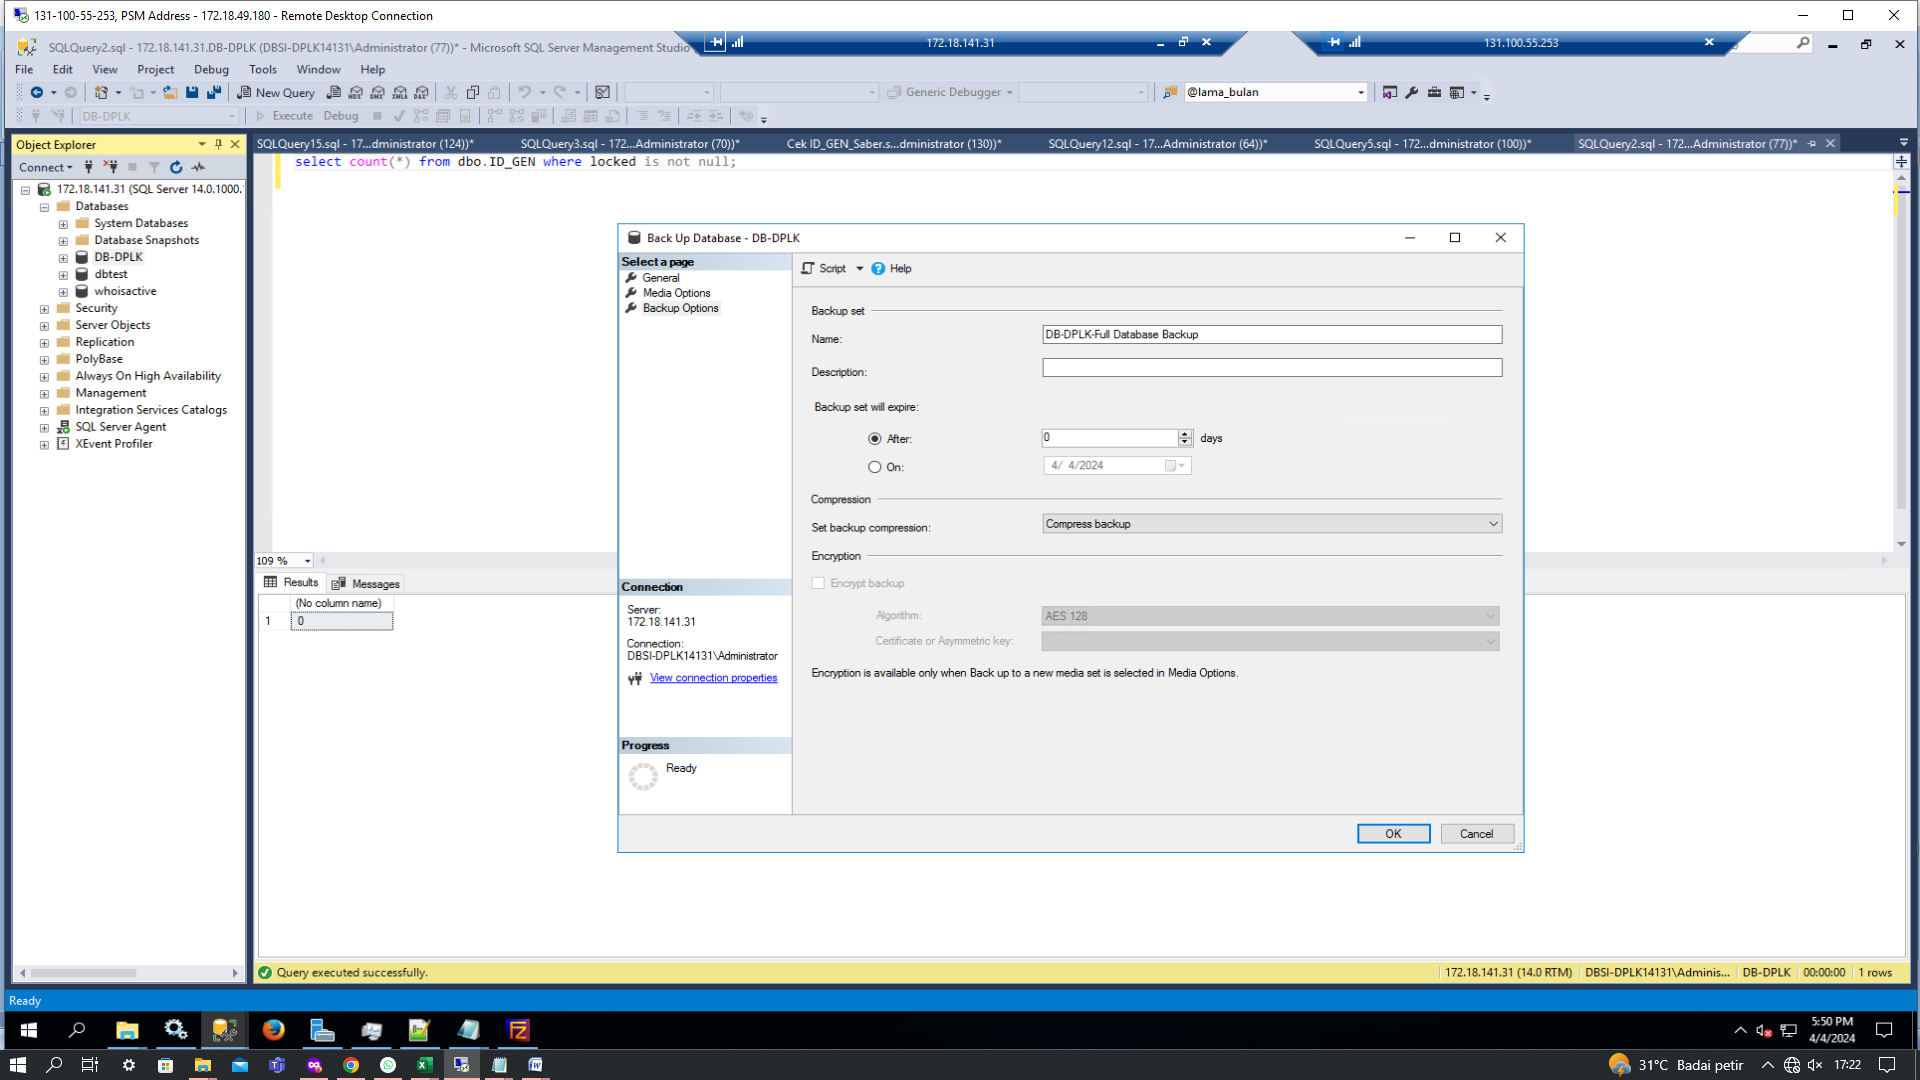 131-100-55-253, PSM Address - 172.18.49.180 - Remote Desktop Connection
SQLQuery2.sql - 172.18.141.31.DB-DPLK (DBSI-DPLK14131\Administrator (77))* - Microsoft SQL Server Management Studio
172.18.141.31
131.100.55.253
File Edit View Project Debug Tools Window Help
New Query
MDX DMX XMLA DAX
Generic Debugger
@lama_bulan
DB-DPLK
Execute Debug
Object Explorer
SQLQuery15.sql - 17...dministrator (124))*
SQLQuery3.sql - 172....Administrator (70))*
Cek ID_GEN_Saber.s...dministrator (130))*
SQLQuery12.sql - 17...Administrator (64))*
SQLQuery5.sql - 172...dministrator (100))*
SQLQuery2.sql - 172...Administrator (77))*
Connect
select count(*) from dbo.ID_GEN where locked is not null;
172.18.141.31 (SQL Server 14.0.1000.
Databases
System Databases
Database Snapshots
DB-DPLK
dbtest
whoisactive
Security
Server Objects
Replication
PolyBase
Always On High Availability
Management
Integration Services Catalogs
SQL Server Agent
XEvent Profiler
Back Up Database - DB-DPLK
Select a page
General
Media Options
Backup Options
Script
Help
Backup set
Name:
DB-DPLK-Full Database Backup
Description:
Backup set will expire:
After:
0
days
On:
4/ 4/2024
Compression
Set backup compression:
Compress backup
Encryption
Encrypt backup
Algorithm:
AES 128
Certificate or Asymmetric key:
Encryption is available only when Back up to a new media set is selected in Media Options.
Connection
Server:
172.18.141.31
Connection:
DBSI-DPLK14131\Administrator
View connection properties
Progress
Ready
OK
Cancel
109 %
Results
Messages
(No column name)
1 0
Query executed successfully.
172.18.141.31 (14.0 RTM)
DBSI-DPLK14131\Adminis...
DB-DPLK
00:00:00
1 rows
Ready
5:50 PM
4/4/2024
31°C Badai petir
17:22